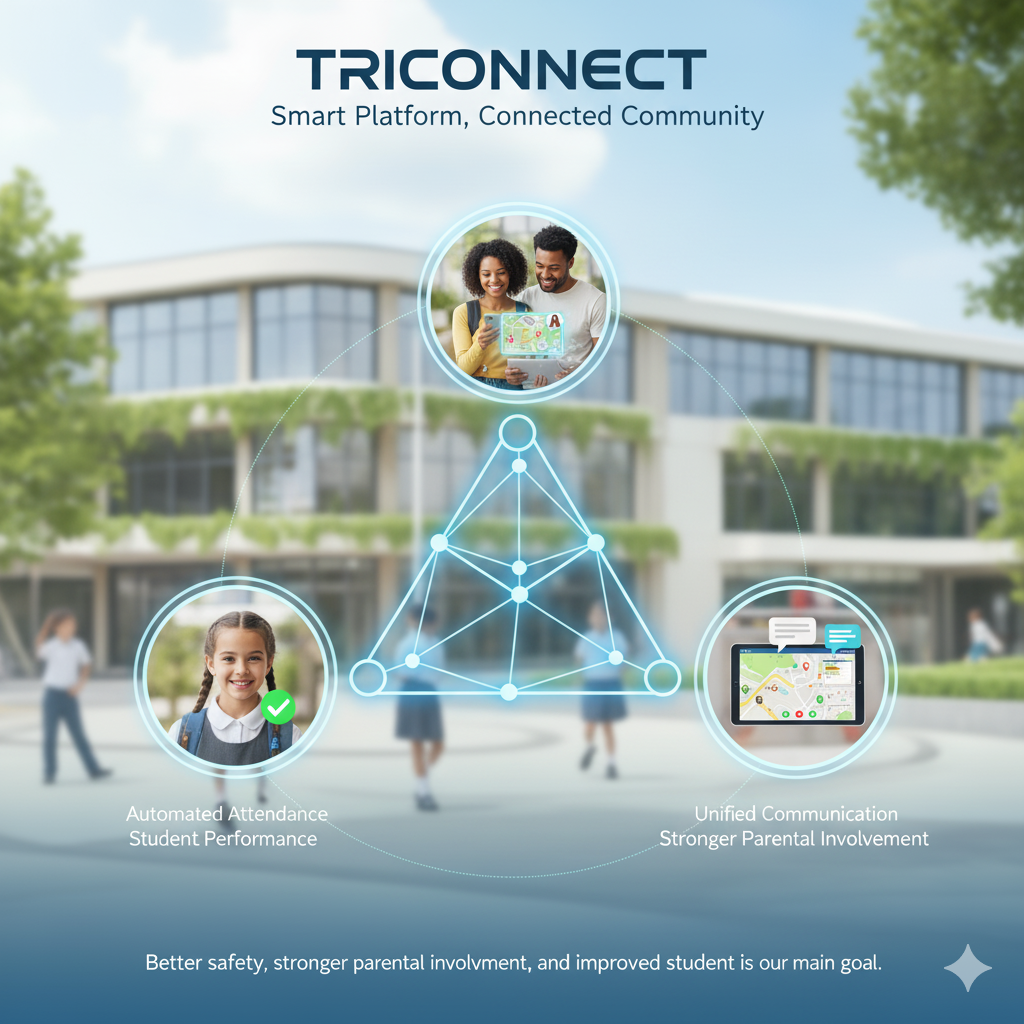 TRICONNECT
Smart Platform, Connected Community
Automated Attendance
Student Performance
Unified Communication
Stronger Parental Involvement
Better safety, stronger parental involvment, and improved student is our main goal.